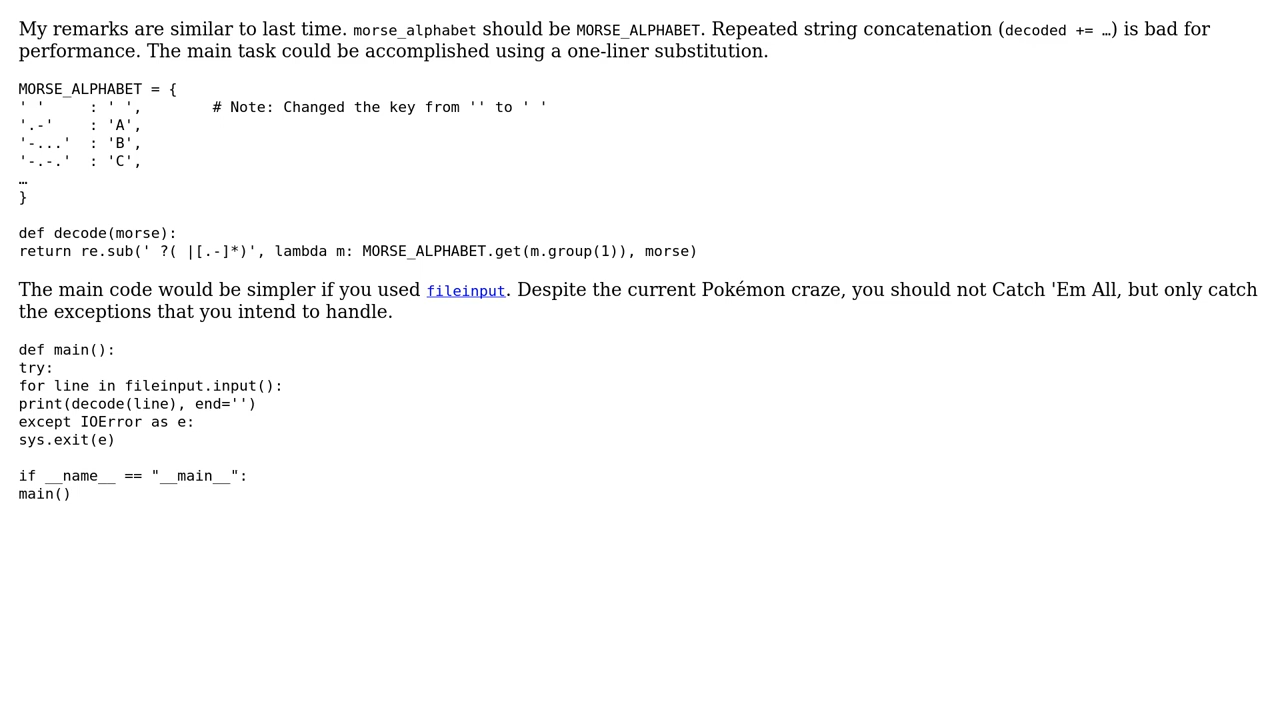 My remarks are similar to last time. morse_alphabet should be MORSE_ALPHABET. Repeated string concatenation (decoded += …) is bad for
performance. The main task could be accomplished using a one-liner substitution.
MORSE_ALPHABET = {
' '     : ' ',        # Note: Changed the key from '' to ' '
'.-'    : 'A',
'-...'  : 'B',
'-.-.'  : 'C',
…
}
def decode(morse):
return re.sub(' ?( |[.-]*)', lambda m: MORSE_ALPHABET.get(m.group(1)), morse)
The main code would be simpler if you used fileinput. Despite the current Pokémon craze, you should not Catch 'Em All, but only catch
the exceptions that you intend to handle.
def main():
try:
for line in fileinput.input():
print(decode(line), end='')
except IOError as e:
sys.exit(e)
if __name__ == "__main__":
main()